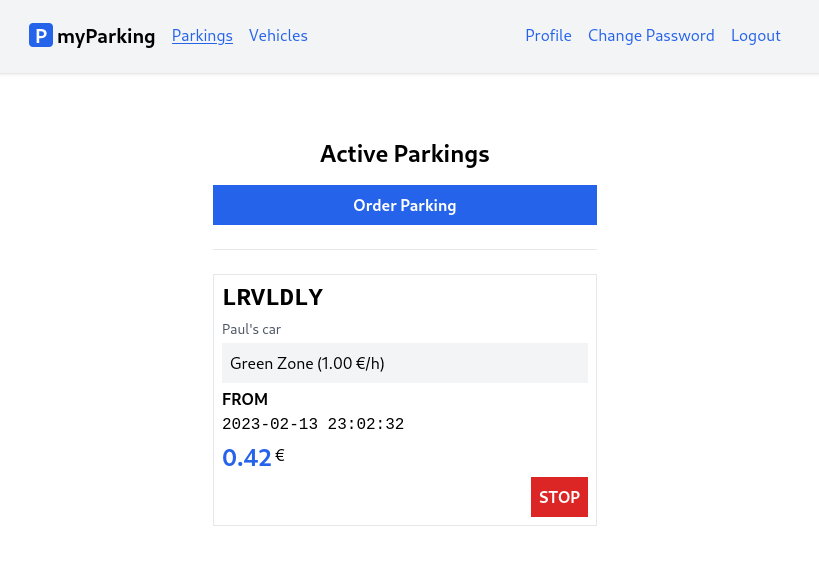 P myParking Parkings Vehicles Profile Change Password Logout
Active Parkings
Order Parking
LRVLDLY
Paul's car
Green Zone (1.00 €/h)
FROM
2023-02-13 23:02:32
0.42 €
STOP